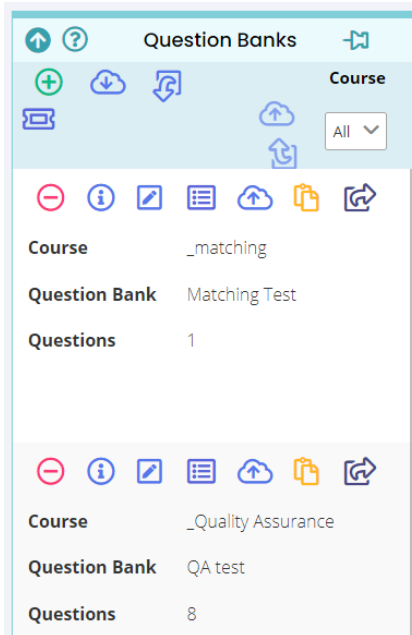 Question Banks
Course
All
Course _matching
Question Bank Matching Test
Questions 1
Course _Quality Assurance
Question Bank QA test
Questions 8